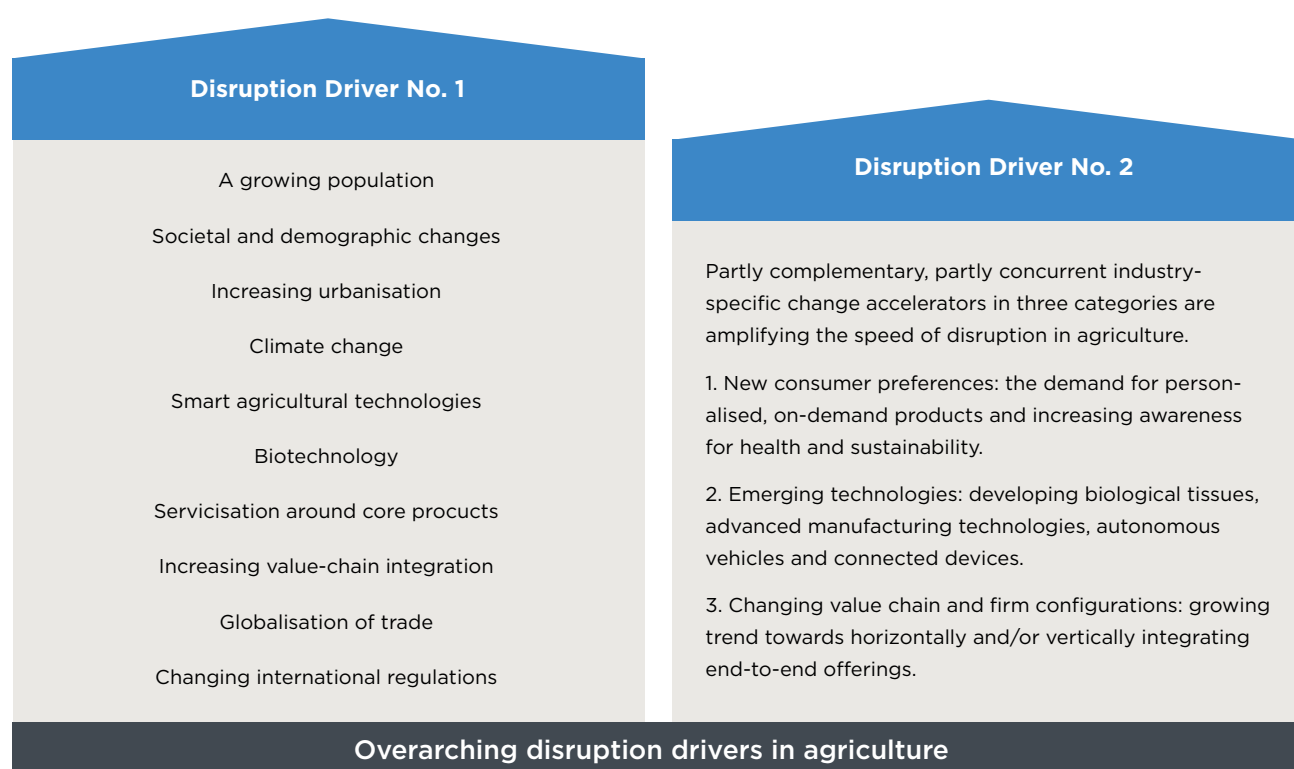 Disruption Driver No. 1
A growing population
Societal and demographic changes
Increasing urbanisation
Climate change
Smart agricultural technologies
Biotechnology
Servicisation around core procucts
Increasing value-chain integration
Globalisation of trade
Changing international regulations
Disruption Driver No. 2
Partly complementary, partly concurrent industry-
specific change accelerators in three categories are
amplifying the speed of disruption in agriculture.
1. New consumer preferences: the demand for person-
alised, on-demand products and increasing awareness
for health and sustainability.
2. Emerging technologies: developing biological tissues,
advanced manufacturing technologies, autonomous
vehicles and connected devices.
3. Changing value chain and firm configurations: growing
trend towards horizontally and/or vertically integrating
end-to-end offerings.
Overarching disruption drivers in agriculture